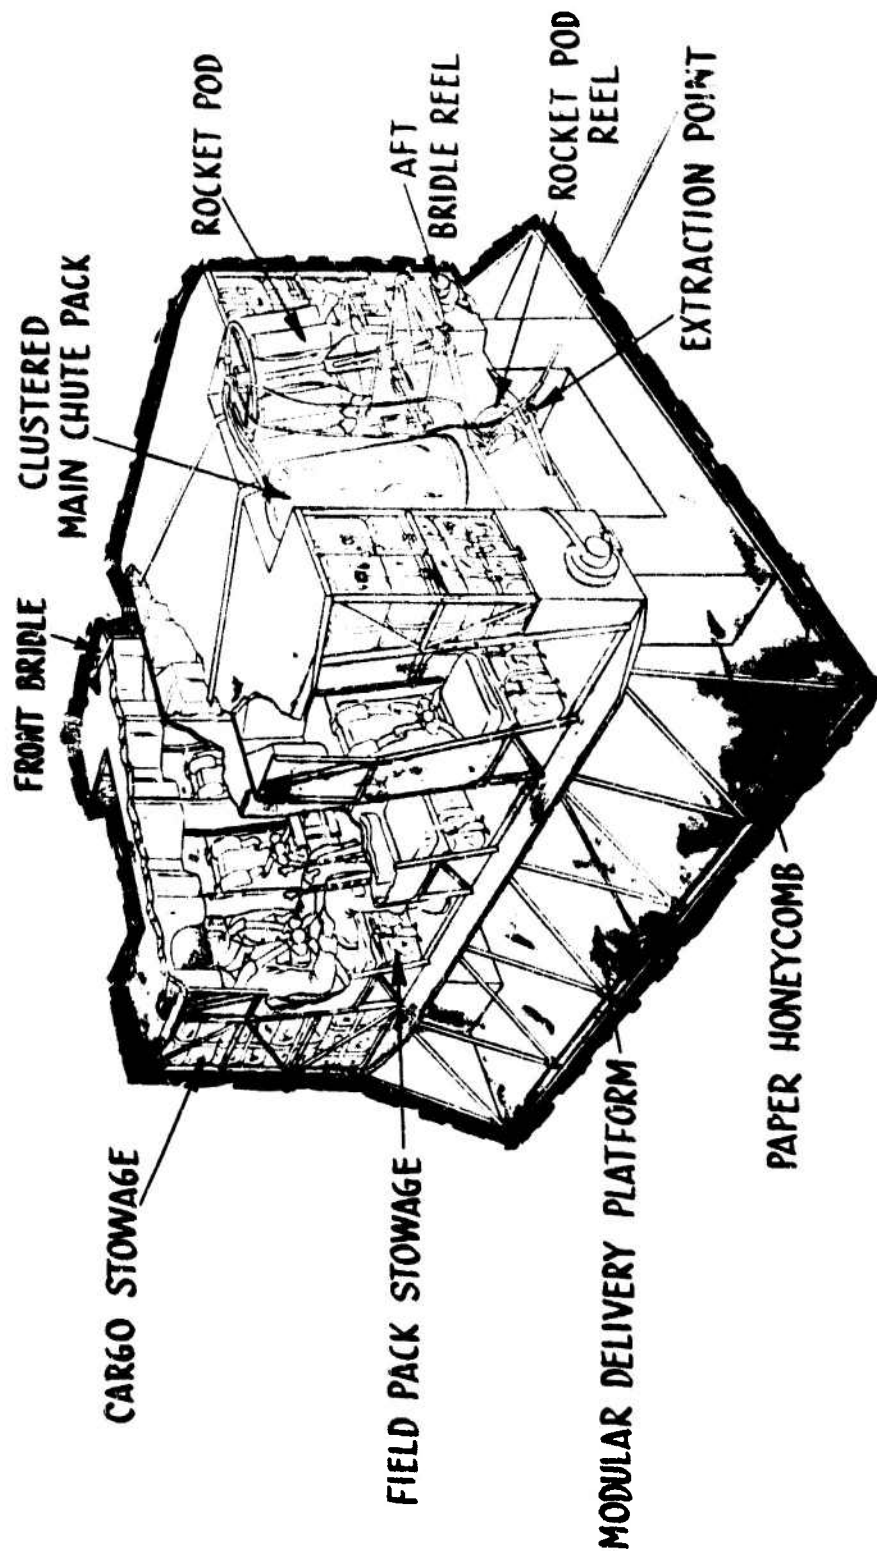 FRONT BRIDLE
CLUSTERED
MAIN CHUTE PACK
ROCKET POD
AFT
BRIDLE REEL
ROCKET POD
REEL
EXTRACTION POINT
CARGO STOWAGE
FIELD PACK STOWAGE
MODULAR DELIVERY PLATFORM
PAPER HONEYCOMB